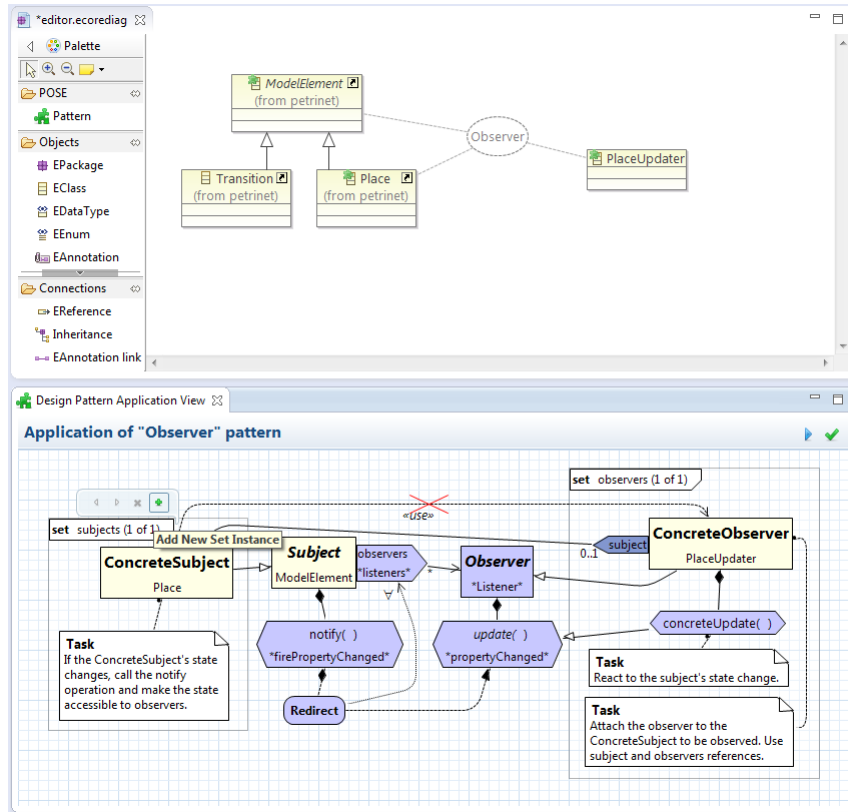 *editor.ecorediag
Palette
POSE
Pattern
Objects
EPackage
EClass
EDataType
EEnum
EAnnotation
Connections
EReference
Inheritance
EAnnotation link
ModelElement
(from petrinet)
Observer
Transition
(from petrinet)
Place
(from petrinet)
PlaceUpdater
Design Pattern Application View
Application of "Observer" pattern
set subjects (1 of 1)
Add New Set Instance
«use»
set observers (1 of 1)
ConcreteSubject
Place
Subject
ModelElement
observers
*listeners*
*
∀
Observer
*Listener*
0..1
subject
ConcreteObserver
PlaceUpdater
notify( )
*firePropertyChanged*
update( )
*propertyChanged*
concreteUpdate( )
Redirect
Task
If the ConcreteSubject's state
changes, call the notify
operation and make the state
accessible to observers.
Task
React to the subject's state change.
Task
Attach the observer to the
ConcreteSubject to be observed. Use
subject and observers references.